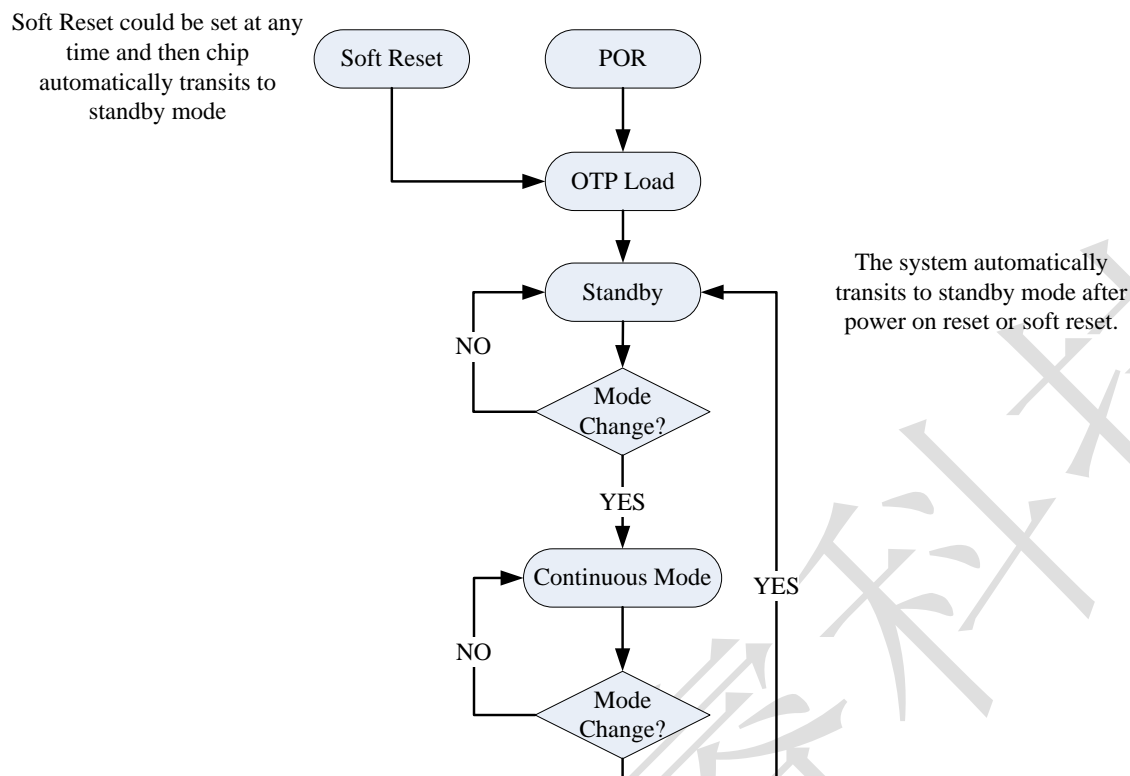 Soft Reset could be set at any
time and then chip
automatically transits to
standby mode
Soft Reset
POR
OTP Load
Standby
The system automatically
transits to standby mode after
power on reset or soft reset.
NO
Mode
Change?
YES
Continuous Mode
YES
NO
Mode
Change?
科